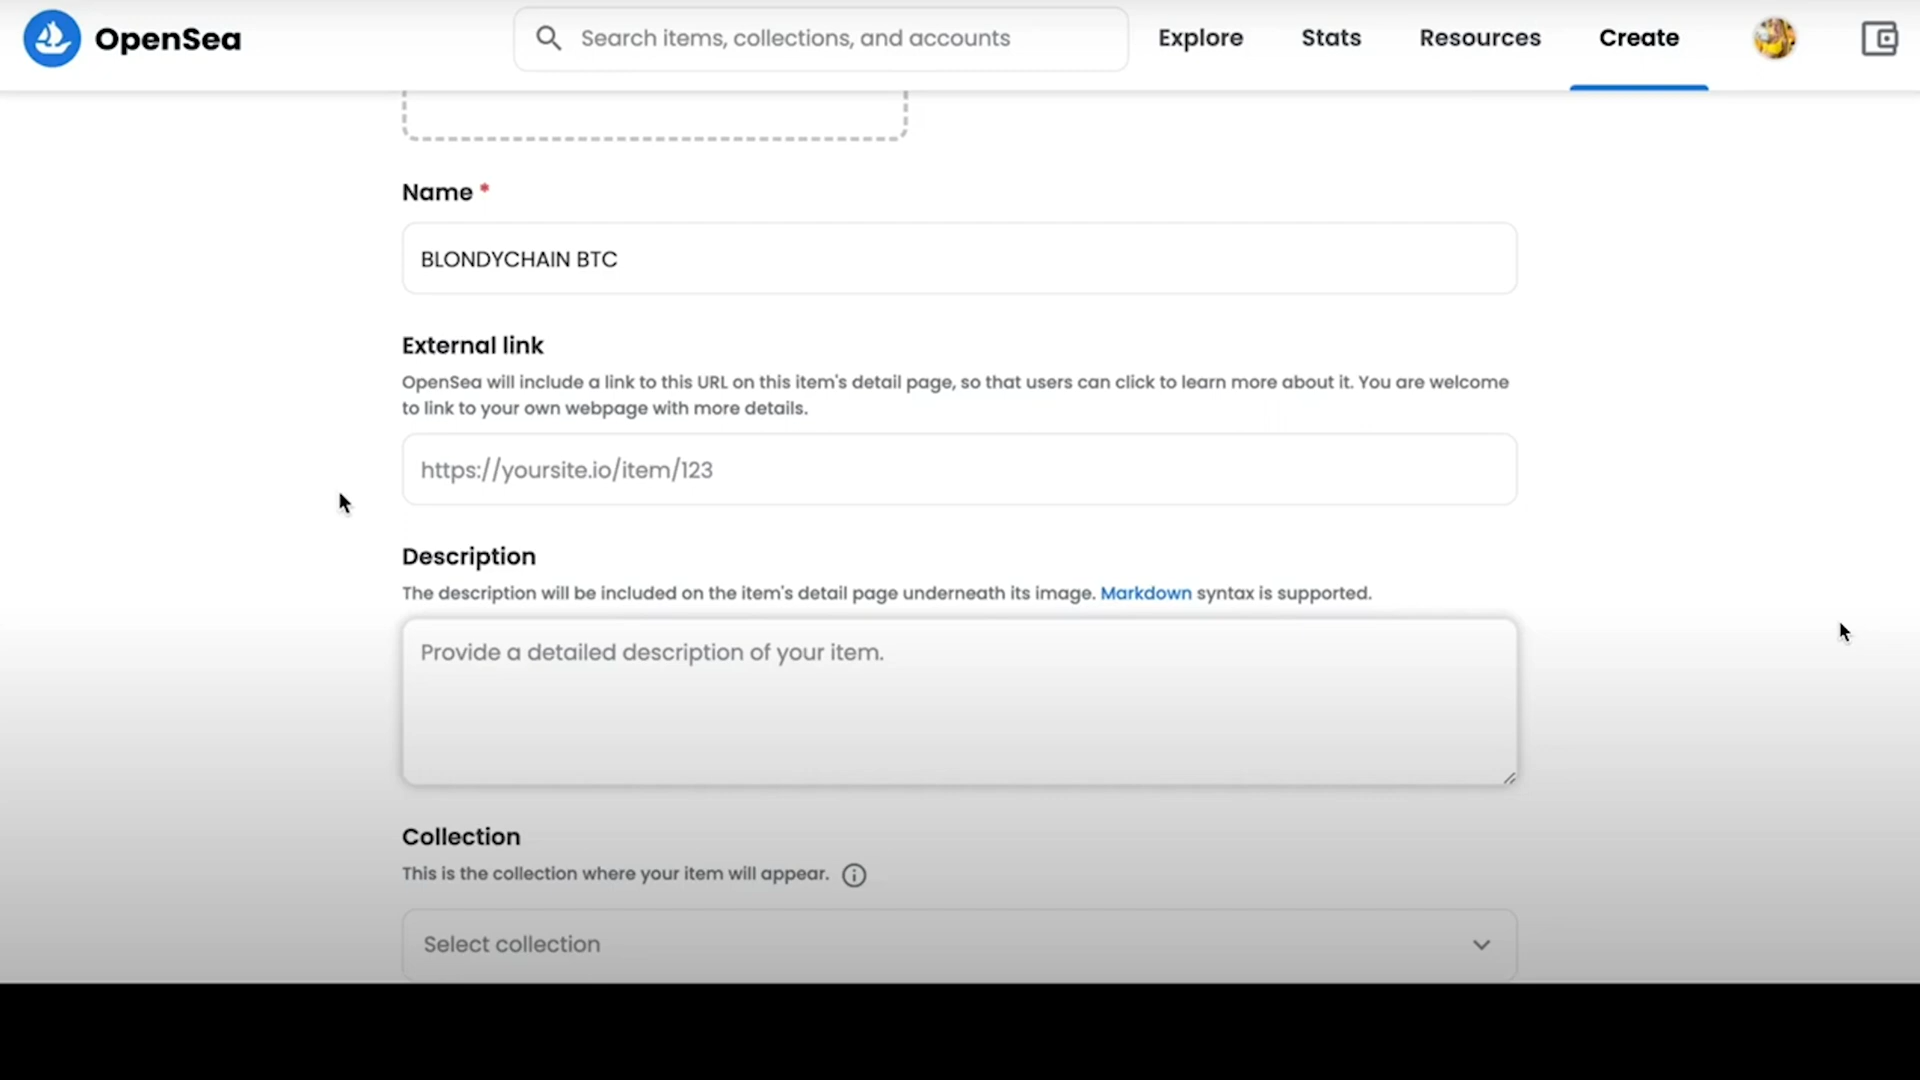 OpenSea
Search items, collections, and accounts
Explore
Stats
Resources
Create
Name *
BLONDYCHAIN BTC
External link
OpenSea will include a link to this URL on this item's detail page, so that users can click to learn more about it. You are welcome
to link to your own webpage with more details.
https://yoursite.io/item/123
Description
The description will be included on the item's detail page underneath its image. Markdown syntax is supported.
Provide a detailed description of your item.
Collection
This is the collection where your item will appear.
Select collection